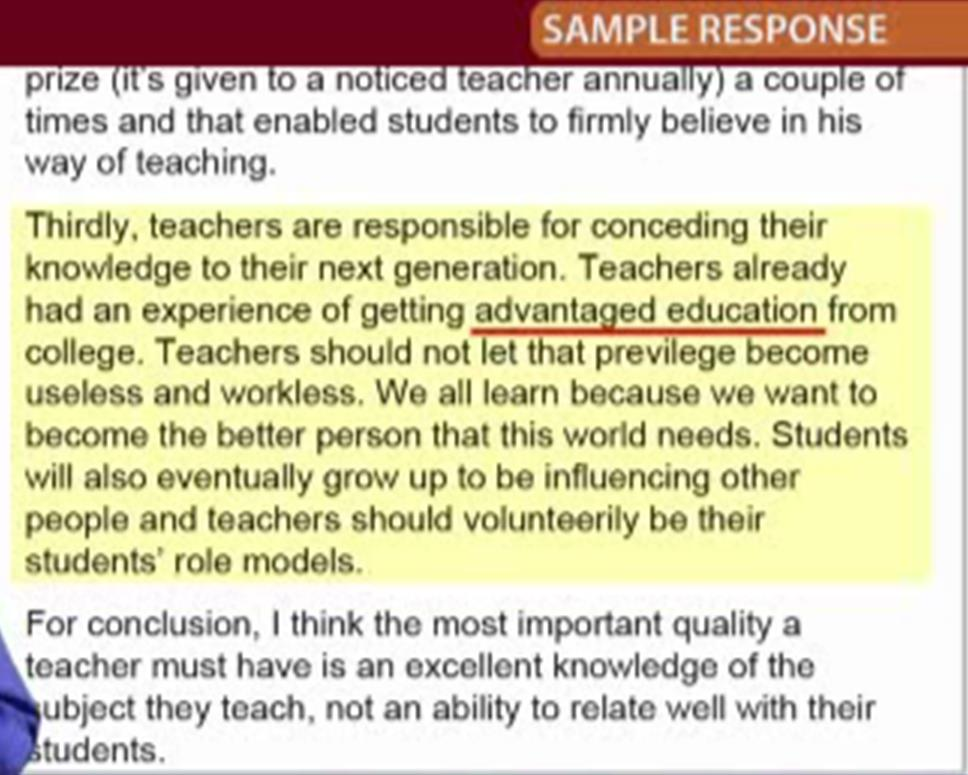 SAMPLE RESPONSE
prize (it's given to a noticed teacher annually) a couple of
times and that enabled students to firmly believe in his
way of teaching.
Thirdly, teachers are responsible for conceding their
knowledge to their next generation. Teachers already
had an experience of getting advantaged education from
college. Teachers should not let that previlege become
useless and workless. We all learn because we want to
become the better person that this world needs. Students
will also eventually grow up to be influencing other
people and teachers should volunteerily be their
students' role models.
For conclusion, I think the most important quality a
teacher must have is an excellent knowledge of the
subject they teach, not an ability to relate well with their
students.